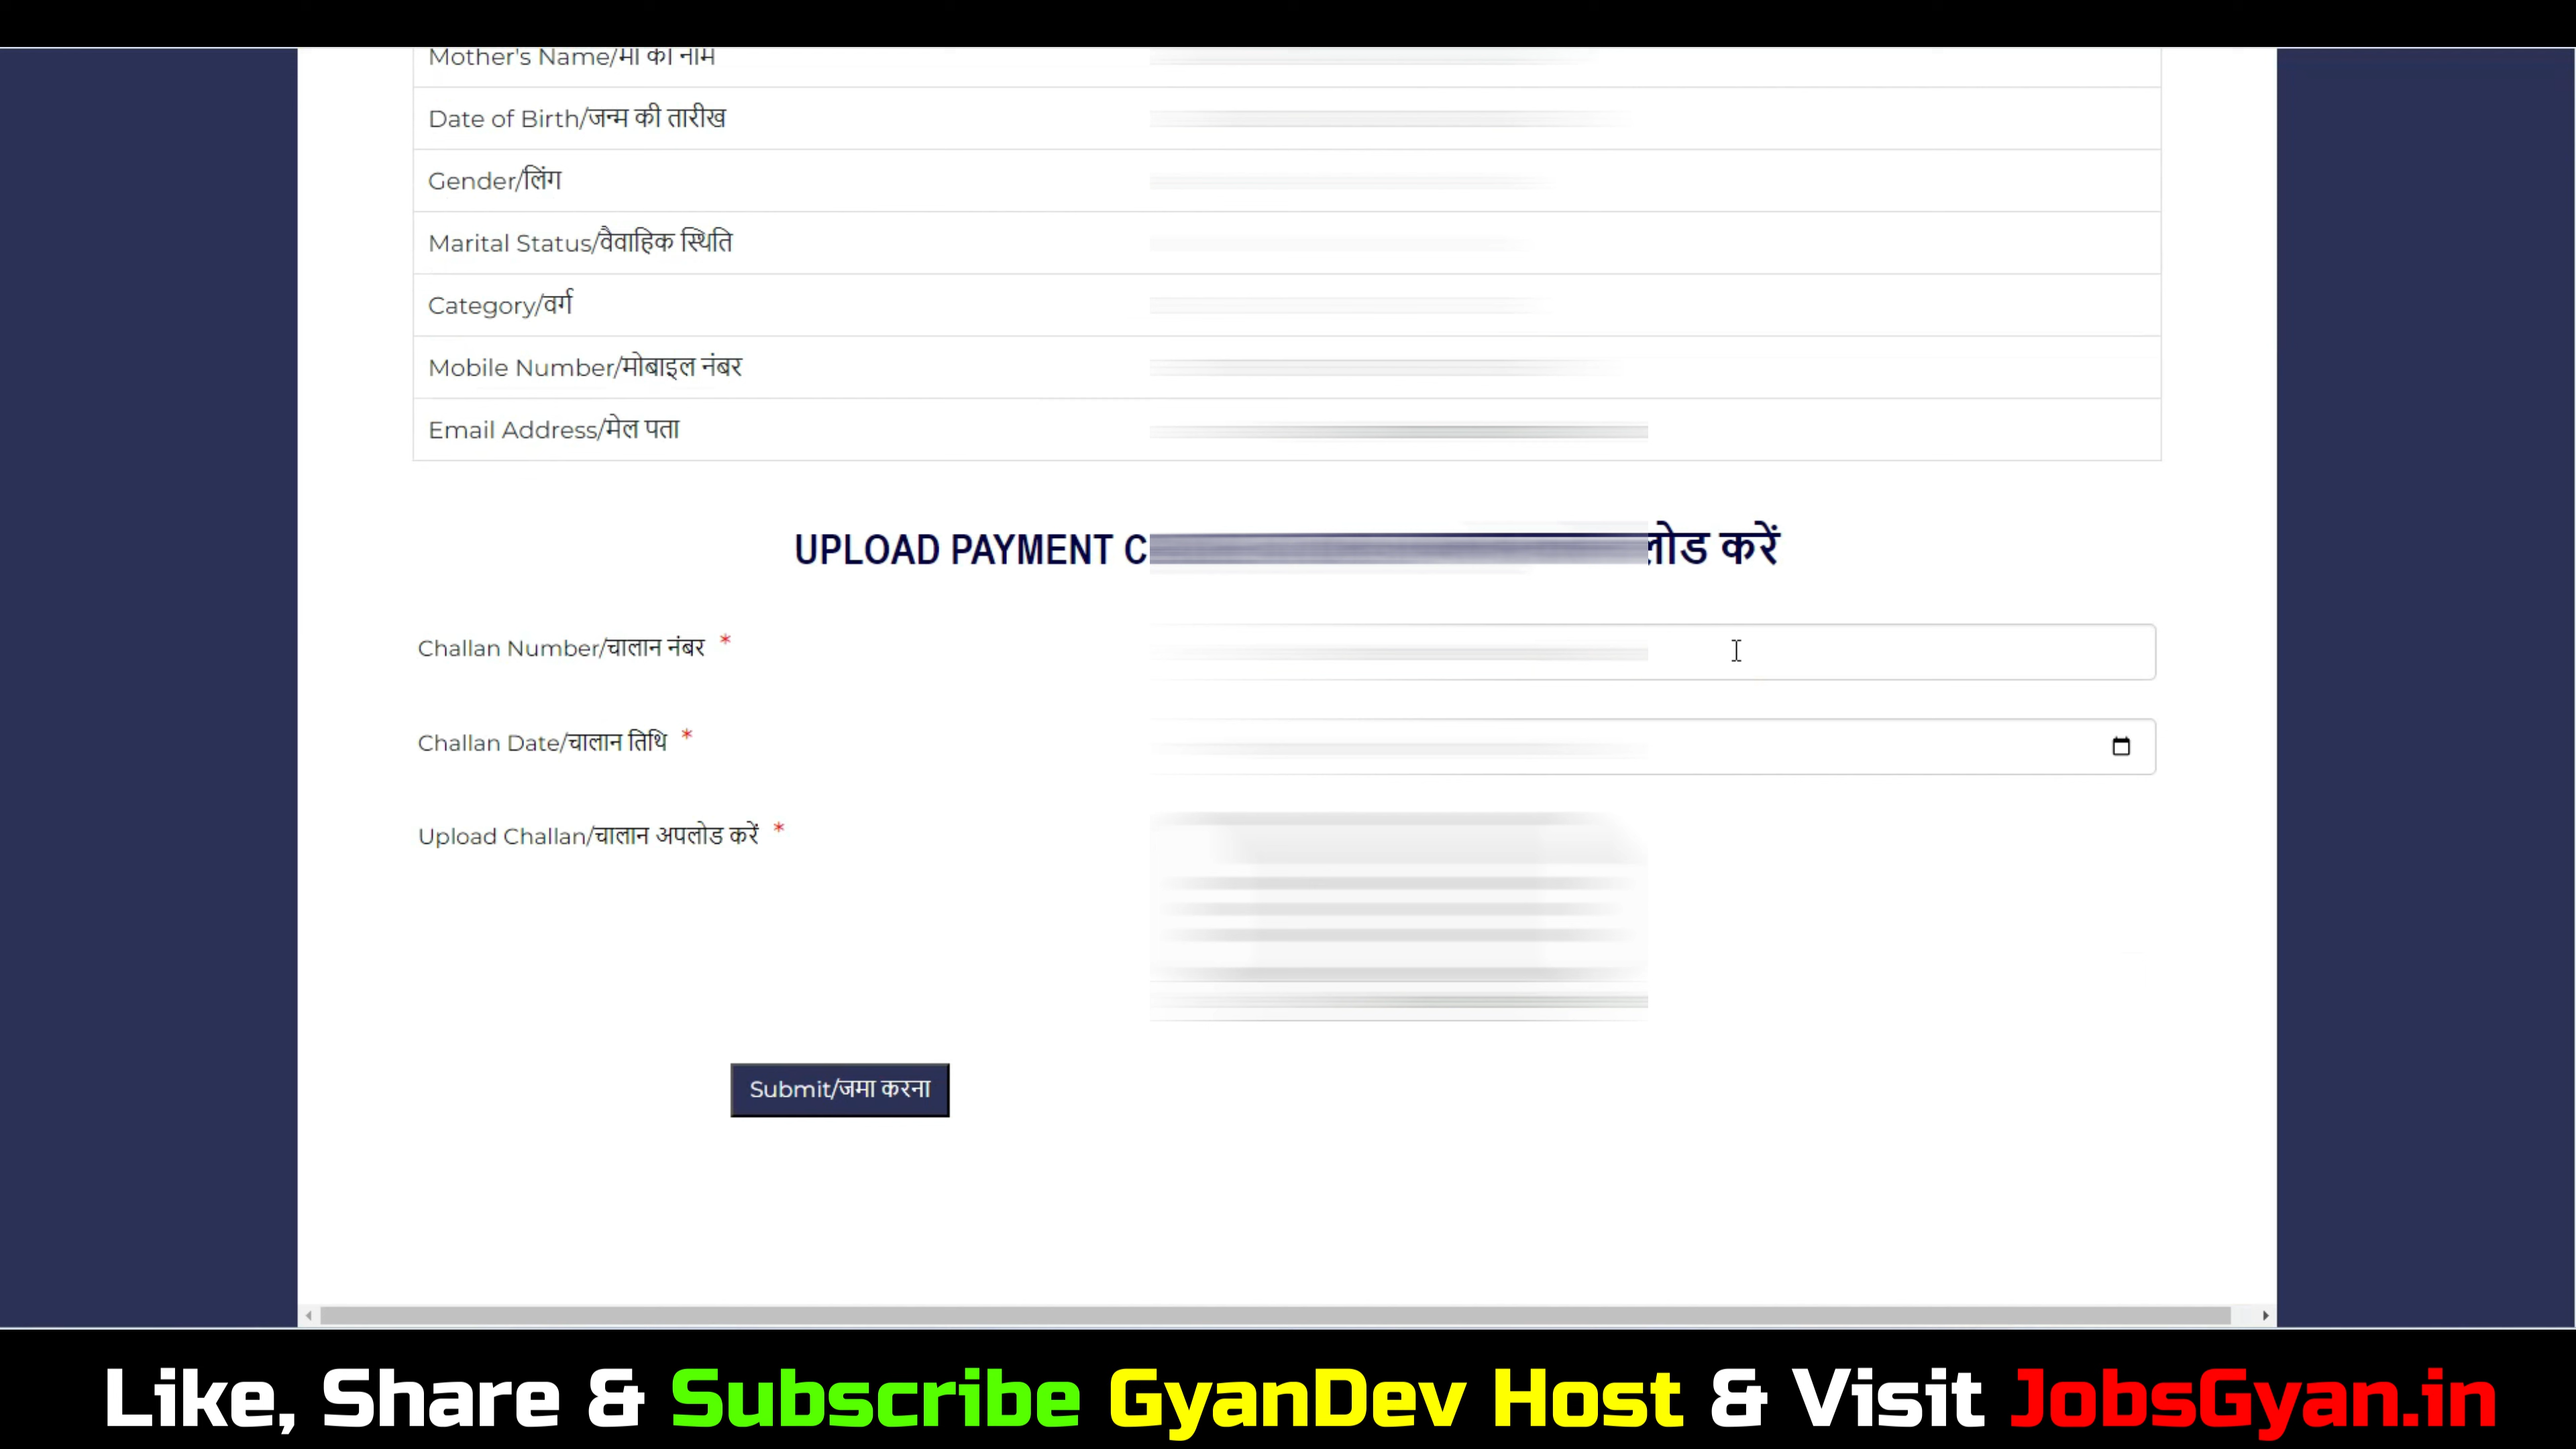 Mother's Name/माँ का नाम
Date of Birth/जन्म की तारीख
Gender/लिंग
Marital Status/वैवाहिक स्थिति
Category/वर्ग
Mobile Number/मोबाइल नंबर
Email Address/मेल पता
UPLOAD PAYMENT करें
Challan Number/चालान नंबर *
Challan Date/चालान तिथि *
Upload Challan/चालान अपलोड करें *
Submit/जमा करना
Like, Share & Subscribe GyanDev Host & Visit JobsGyan.in